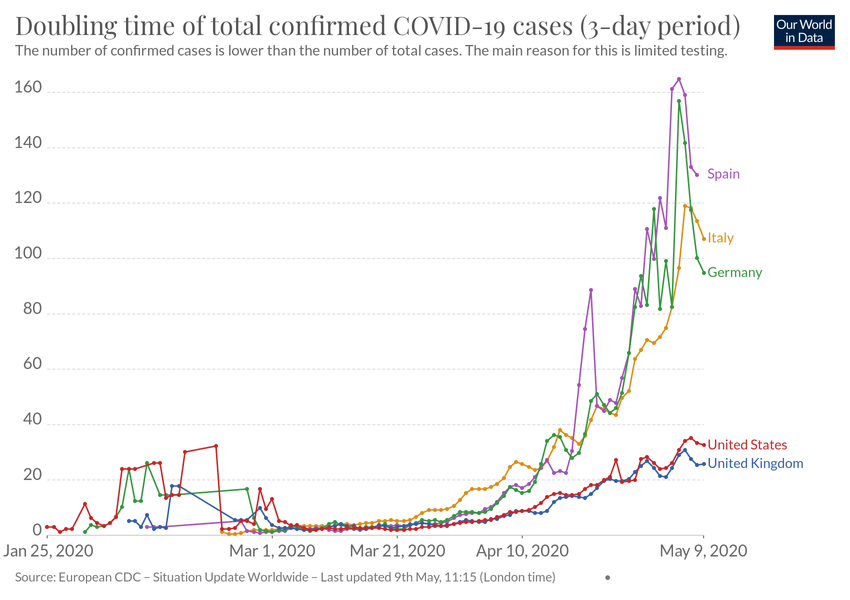 Doubling time of total confirmed COVID-19 cases (3-day period)
The number of confirmed cases is lower than the number of total cases. The main reason for this is limited testing.
Our World
in Data
160
140
120
100
80
60
40
20
0
Spain
Italy
Germany
United States
United Kingdom
Jan 25, 2020
Mar 1, 2020
Mar 21, 2020
Apr 10, 2020
May 9, 2020
Source: European CDC – Situation Update Worldwide – Last updated 9th May, 11:15 (London time)